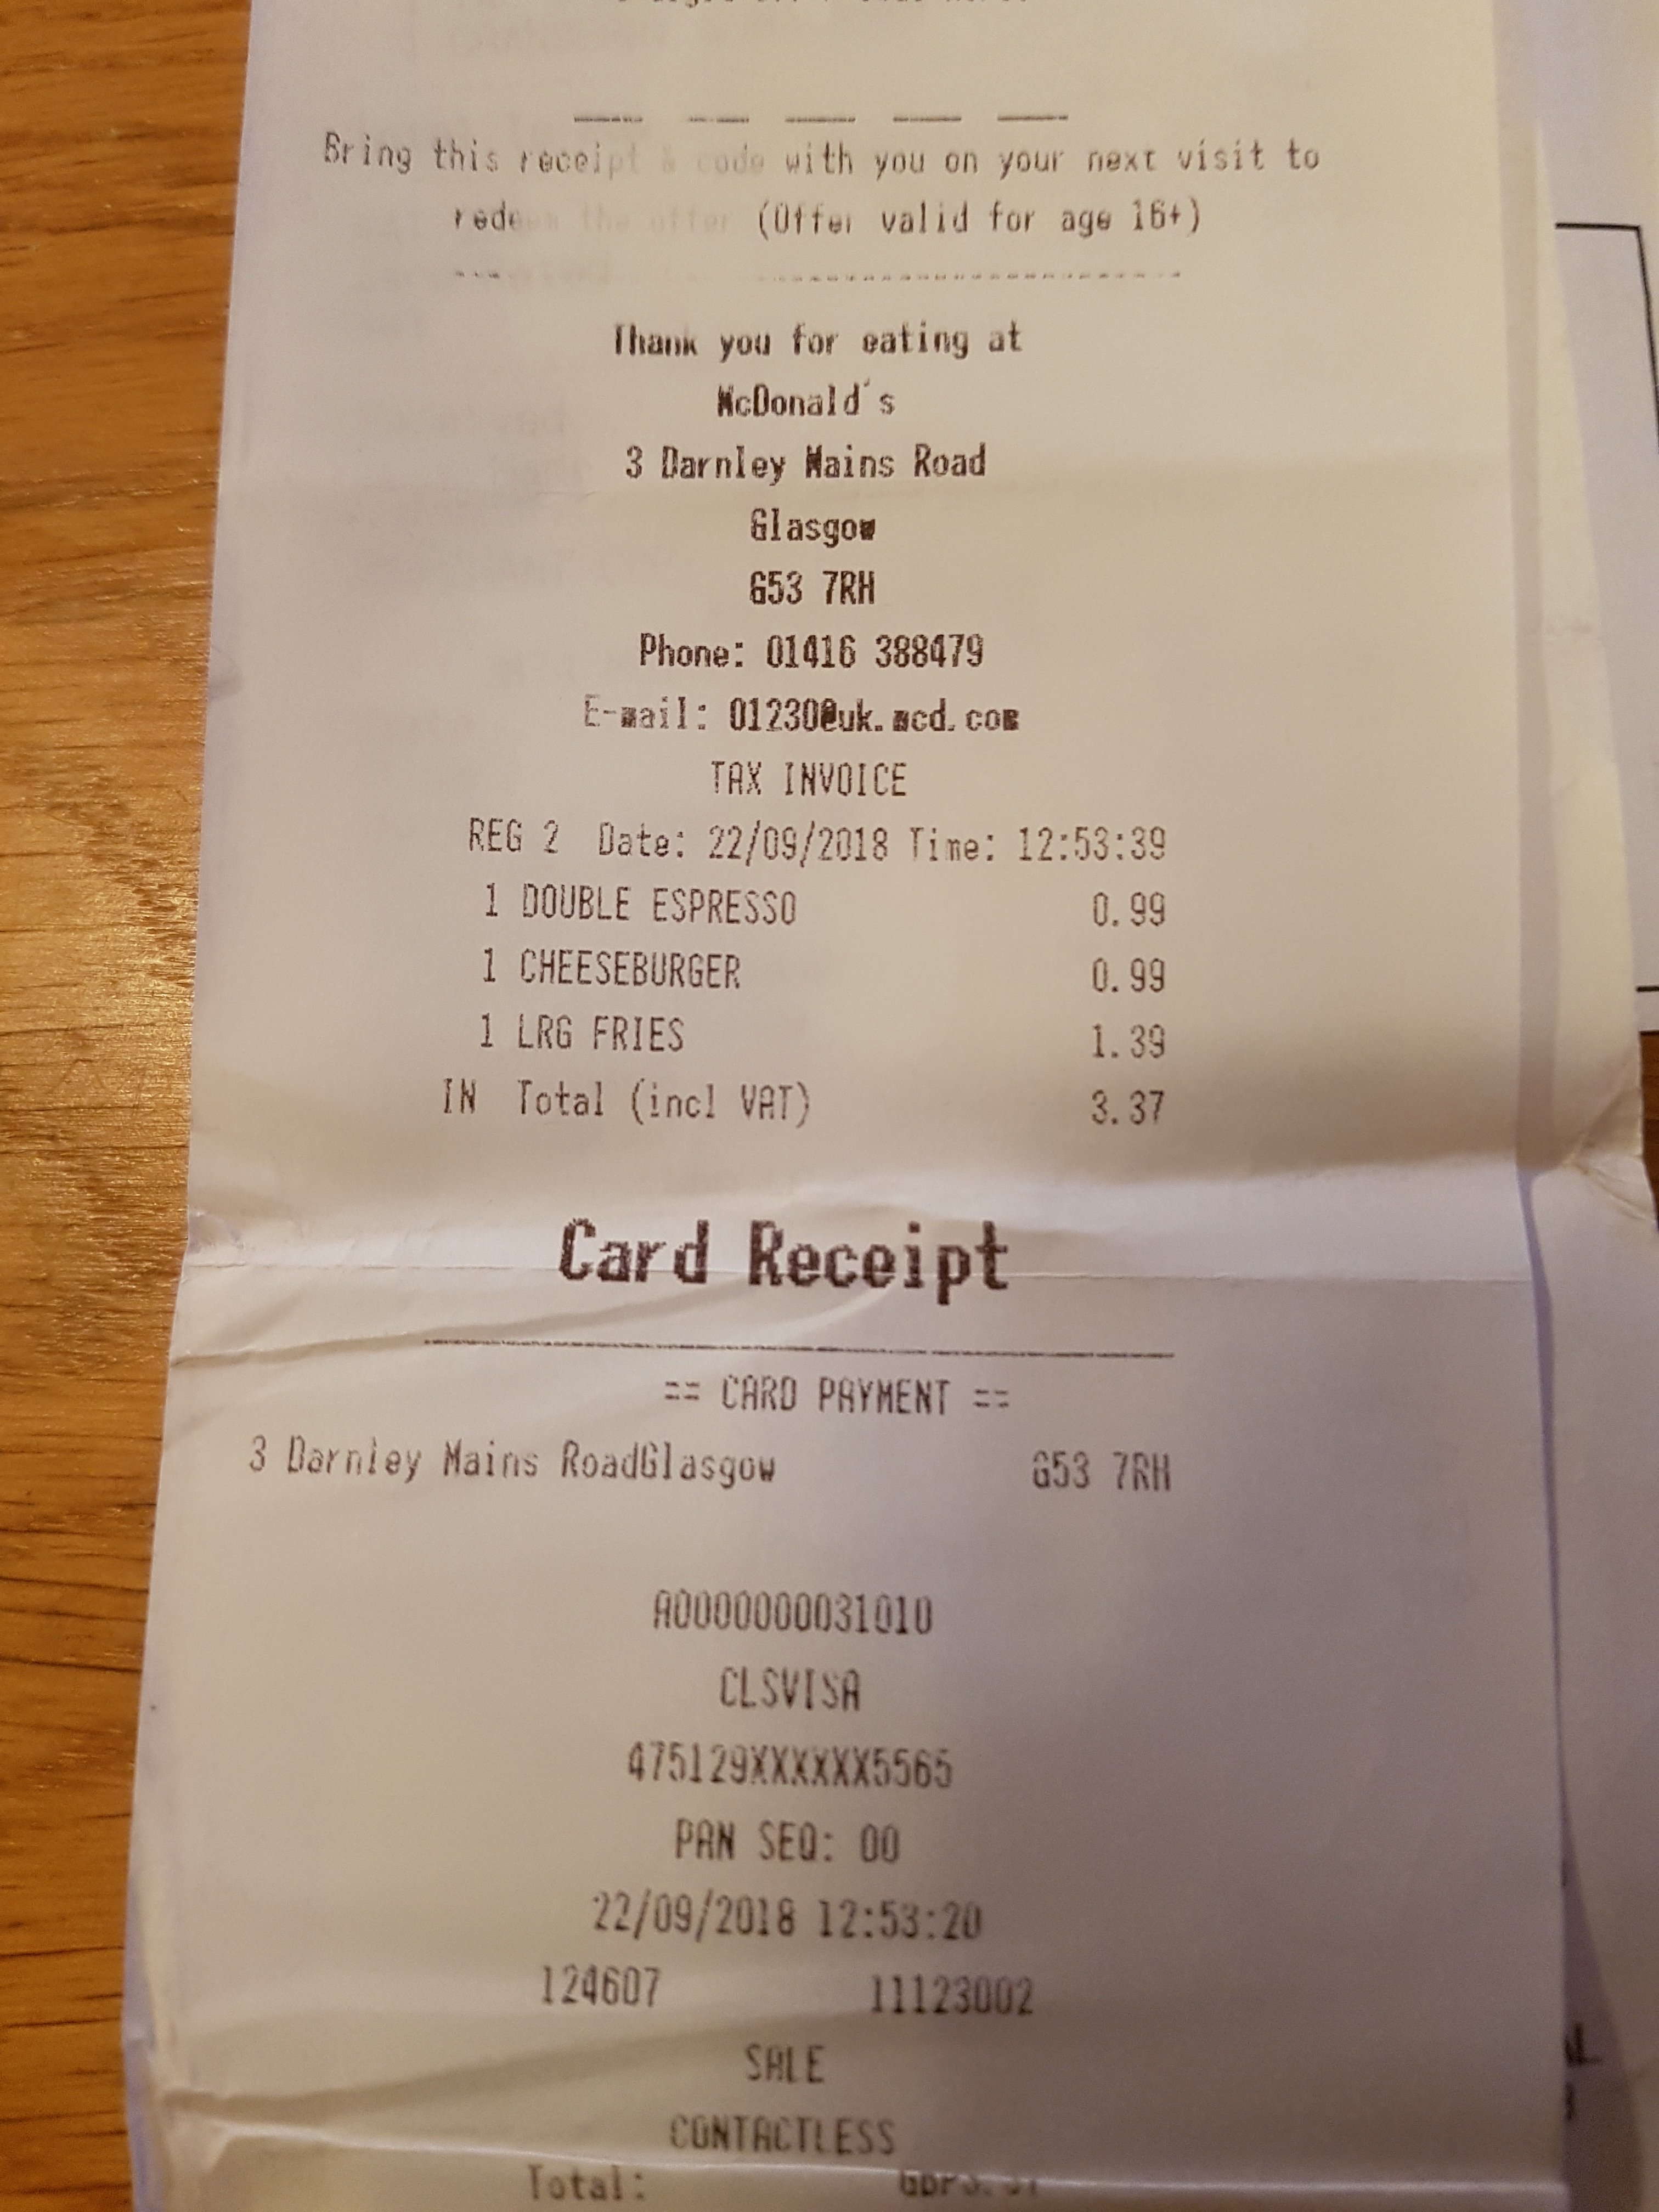 Bring this receipt & code with you on your next visit to
redeem the offer (Offer valid for age 16+)
Thank you for eating at
McDonald's
3 Darnley Mains Road
Glasgow
G53 7RH
Phone: 01416 388479
E-mail: 01230@uk.mcd.com
TAX INVOICE
REG 2 Date: 22/09/2018 Time: 12:53:39
1 DOUBLE ESPRESSO 0.99
1 CHEESEBURGER 0.99
1 LRG FRIES 1.39
IN Total (incl VAT) 3.37
Card Receipt
== CARD PAYMENT ==
3 Darnley Mains RoadGlasgow G53 7RH
A0000000031010
CLSVISA
475129XXXXXX5565
PAN SEQ: 00
22/09/2018 12:53:20
124607 11123002
SALE
CONTACTLESS
Total: